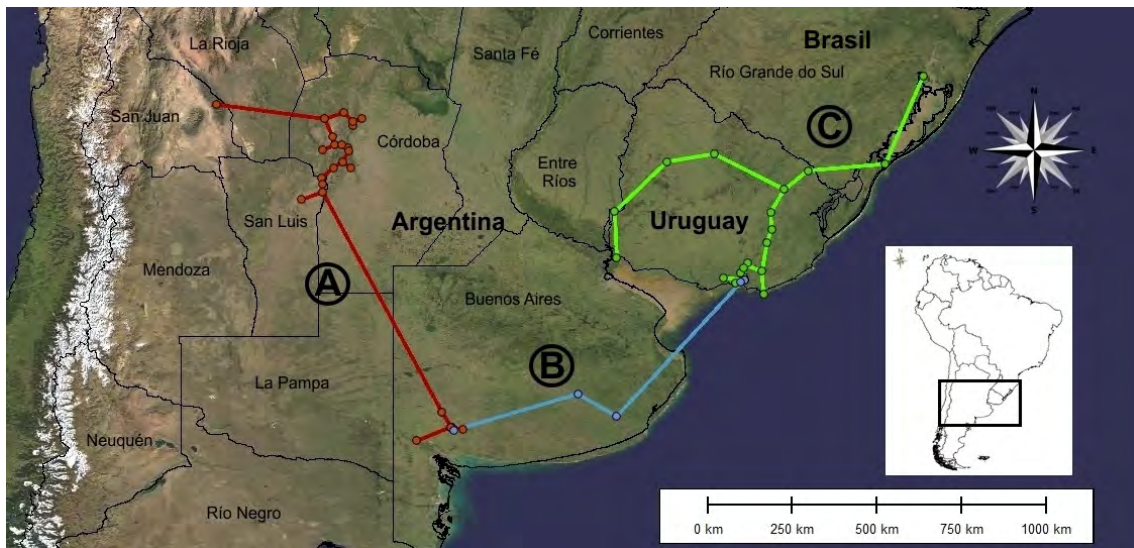 La Rioja
Santa Fé
Corrientes
Brasil
Río Grande do Sul
San Juan
Córdoba
C
N
W
E
S
Entre
Ríos
San Luis
Argentina
Uruguay
Mendoza
A
Buenos Aires
B
La Pampa
Neuquén
Río Negro
0 km
250 km
500 km
750 km
1000 km